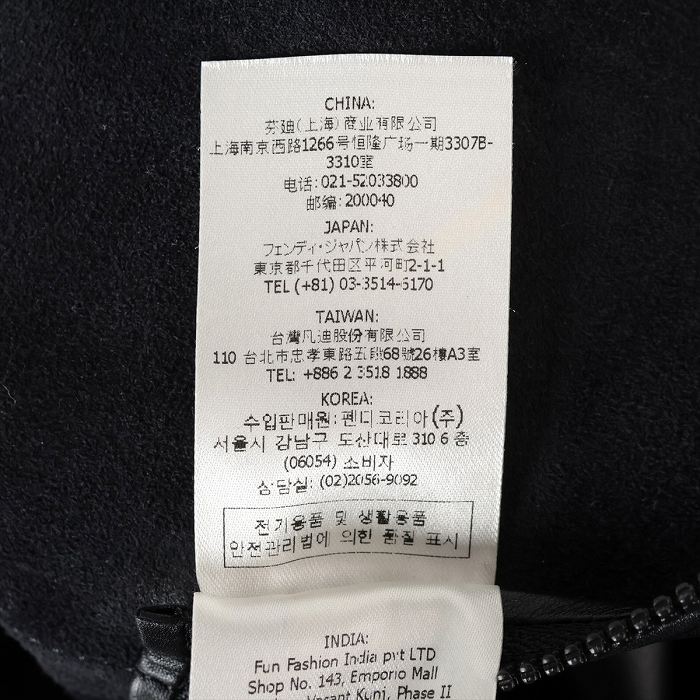 CHINA:
芬迪(上海)商业有限公司
上海南京西路1266号恒隆广场一期3307B-
3310室
电话:021-52033800
邮编:200040
JAPAN:
フェンディ・ジャパン株式会社
東京都千代田区平河町2-1-1
TEL (+81) 03-3514-6170
TAIWAN:
台灣凡迪股份有限公司
110 台北市忠孝東路五段68號26樓A3室
TEL: +886 2 3518 1888
KOREA:
수입판매원:펜디코리아(주)
서울시 강남구 도산대로 310 6 층
(06054) 소비자
상담실: (02)2056-9092
전기용품 및 생활용품
안전관리법에 의한 품질 표시
INDIA:
Fun Fashion India pvt LTD
Shop No. 143, Emporio Mall
Vasant Kunj, Phase II